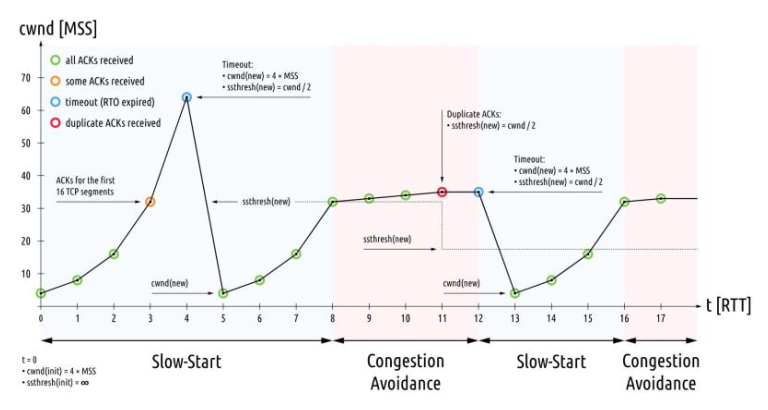 cwnd [MSS]
all ACKs received
some ACKs received
timeout (RTO expired)
duplicate ACKs received
Timeout:
• cwnd(new) = 4 × MSS
• ssthresh(new) = cwnd / 2
Duplicate ACKs:
• ssthresh(new) = cwnd / 2
Timeout:
• cwnd(new) = 4 × MSS
• ssthresh(new) = cwnd / 2
ACKs for the first
16 TCP segments
ssthresh(new)
ssthresh(new)
cwnd(new)
cwnd(new)
70
60
50
40
30
20
10
0 1 2 3 4 5 6 7 8 9 10 11 12 13 14 15 16 17
t [RTT]
t = 0
• cwnd(init) = 4 × MSS
• ssthresh(init) = ∞
Slow-Start
Congestion
Avoidance
Slow-Start
Congestion
Avoidance